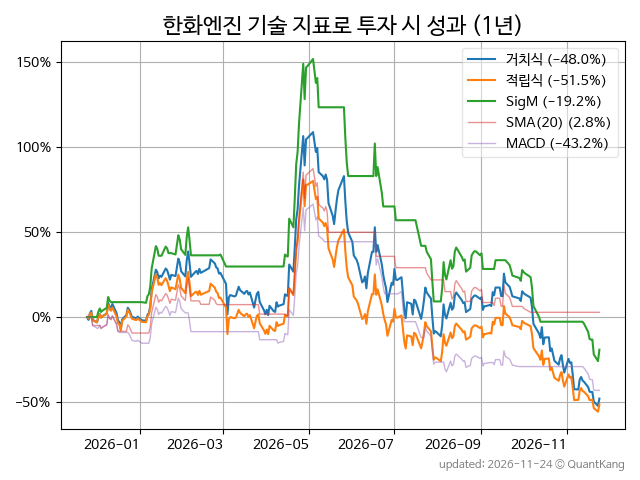 한화엔진 기술 지표로 투자 시 성과 (1년)
150%
100%
50%
0%
−50%
거치식 (−48.0%)
적립식 (−51.5%)
SigM (−19.2%)
SMA(20) (2.8%)
MACD (−43.2%)
2026-01
2026-03
2026-05
2026-07
2026-09
2026-11
updated: 2026-11-24 © QuantKang